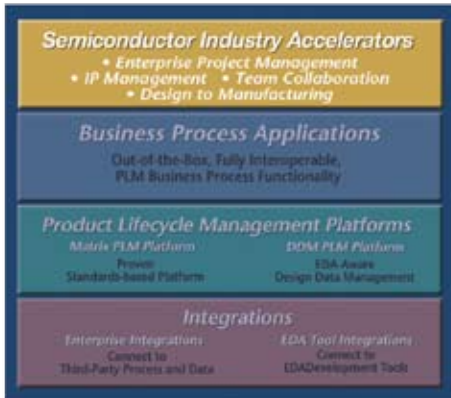 Semiconductor Industry Accelerators
• Enterprise Project Management
• IP Management • Team Collaboration
• Design to Manufacturing
Business Process Applications
Out-of-the-Box, Fully Interoperable,
PLM Business Process Functionality
Product Lifecycle Management Platforms
Matrix PLM Platform
Proven
Standards-based Platform
DDM PLM Platform
EDA-Aware
Design Data Management
Integrations
Enterprise Integrations
Connect to
Third-Party Process and Data
EDA Tool Integrations
Connect to
EDADevelopment Tools